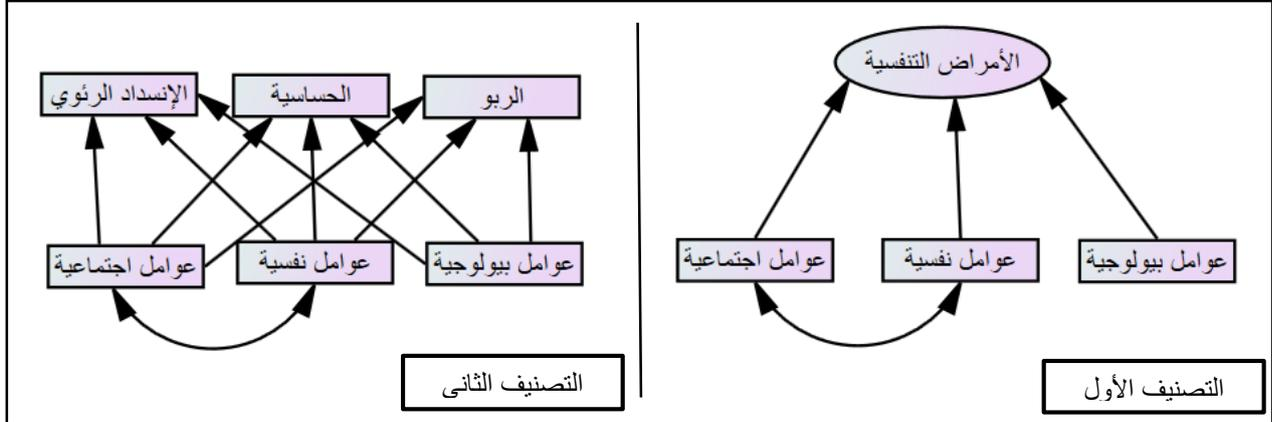 الأمراض التنفسية
عوامل بيولوجية
عوامل نفسية
عوامل اجتماعية
التصنيف الأول
الربو
الحساسية
الإنسداد الرئوي
عوامل بيولوجية
عوامل نفسية
عوامل اجتماعية
التصنيف الثانى